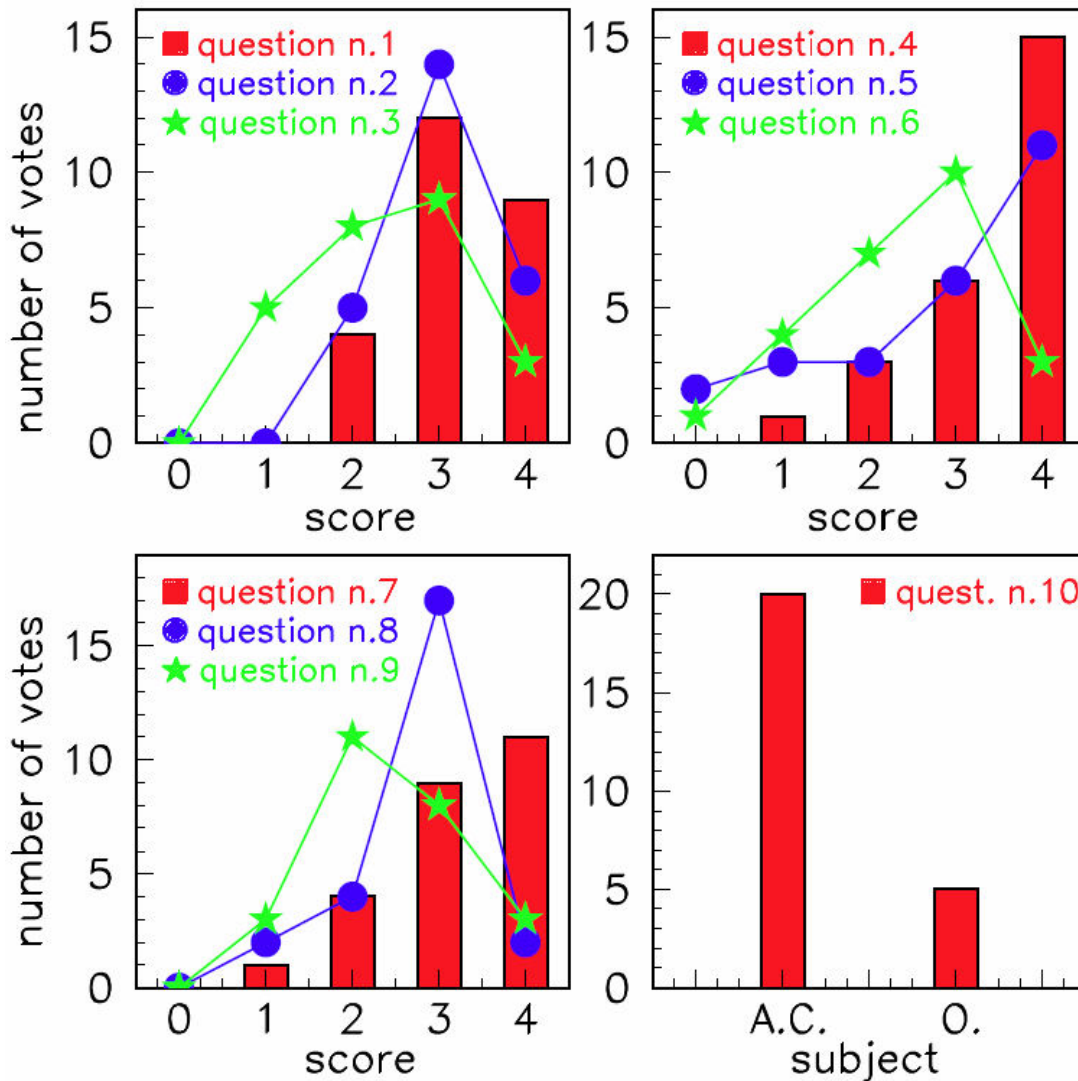 15
10
5
0
number of votes
question n.1
question n.2
question n.3
0 1 2 3 4
score
15
10
5
0
question n.4
question n.5
question n.6
0 1 2 3 4
score
15
10
5
0
number of votes
question n.7
question n.8
question n.9
0 1 2 3 4
score
20
15
10
5
0
quest. n.10
A.C. O.
subject